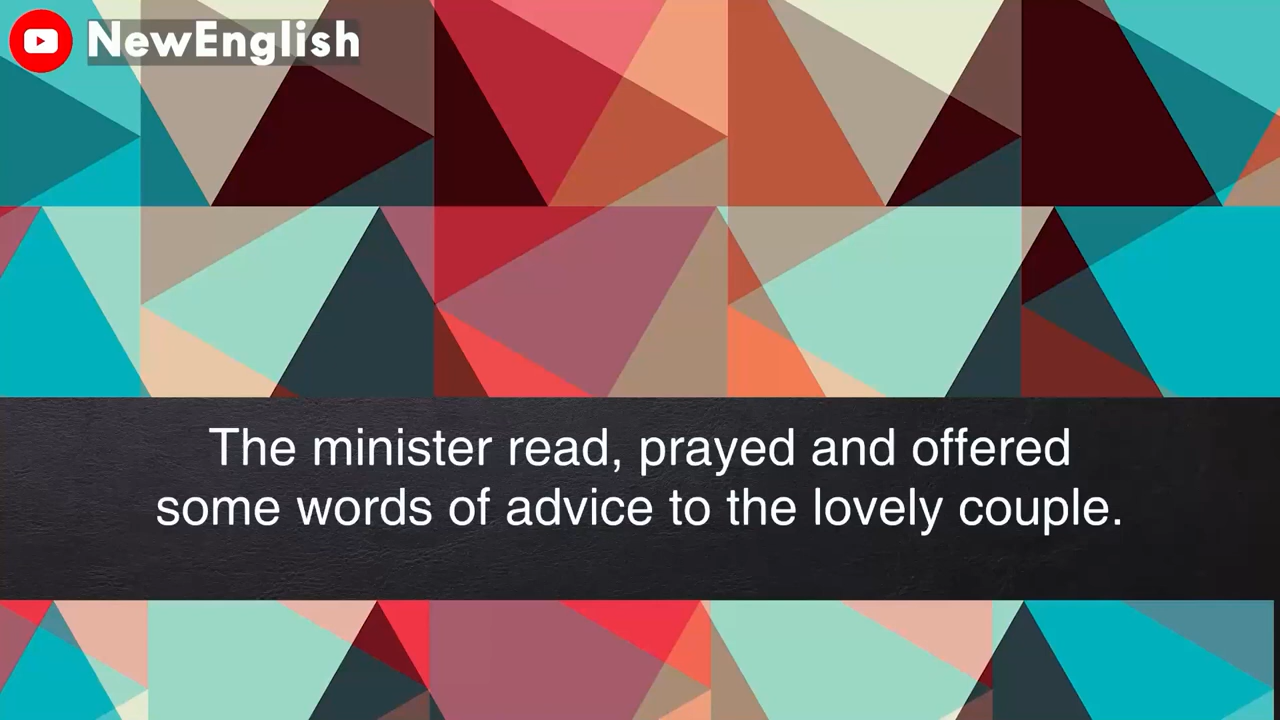 NewEnglish
The minister read, prayed and offered
some words of advice to the lovely couple.